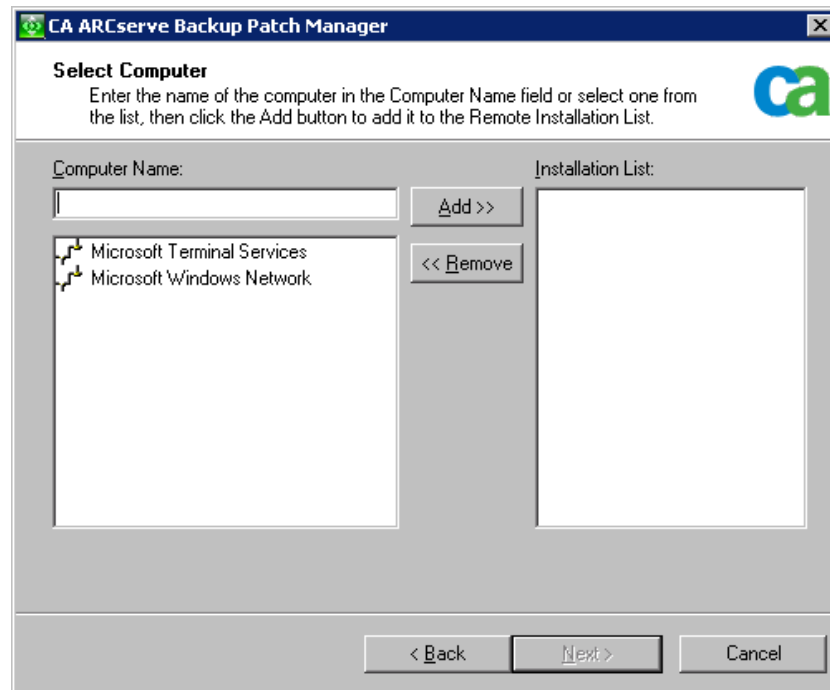 CA ARCserve Backup Patch Manager
Select Computer
Enter the name of the computer in the Computer Name field or select one from
the list, then click the Add button to add it to the Remote Installation List.
ca
Computer Name:
Installation List:
Add >>
Microsoft Terminal Services
<< Remove
Microsoft Windows Network
< Back
Next >
Cancel